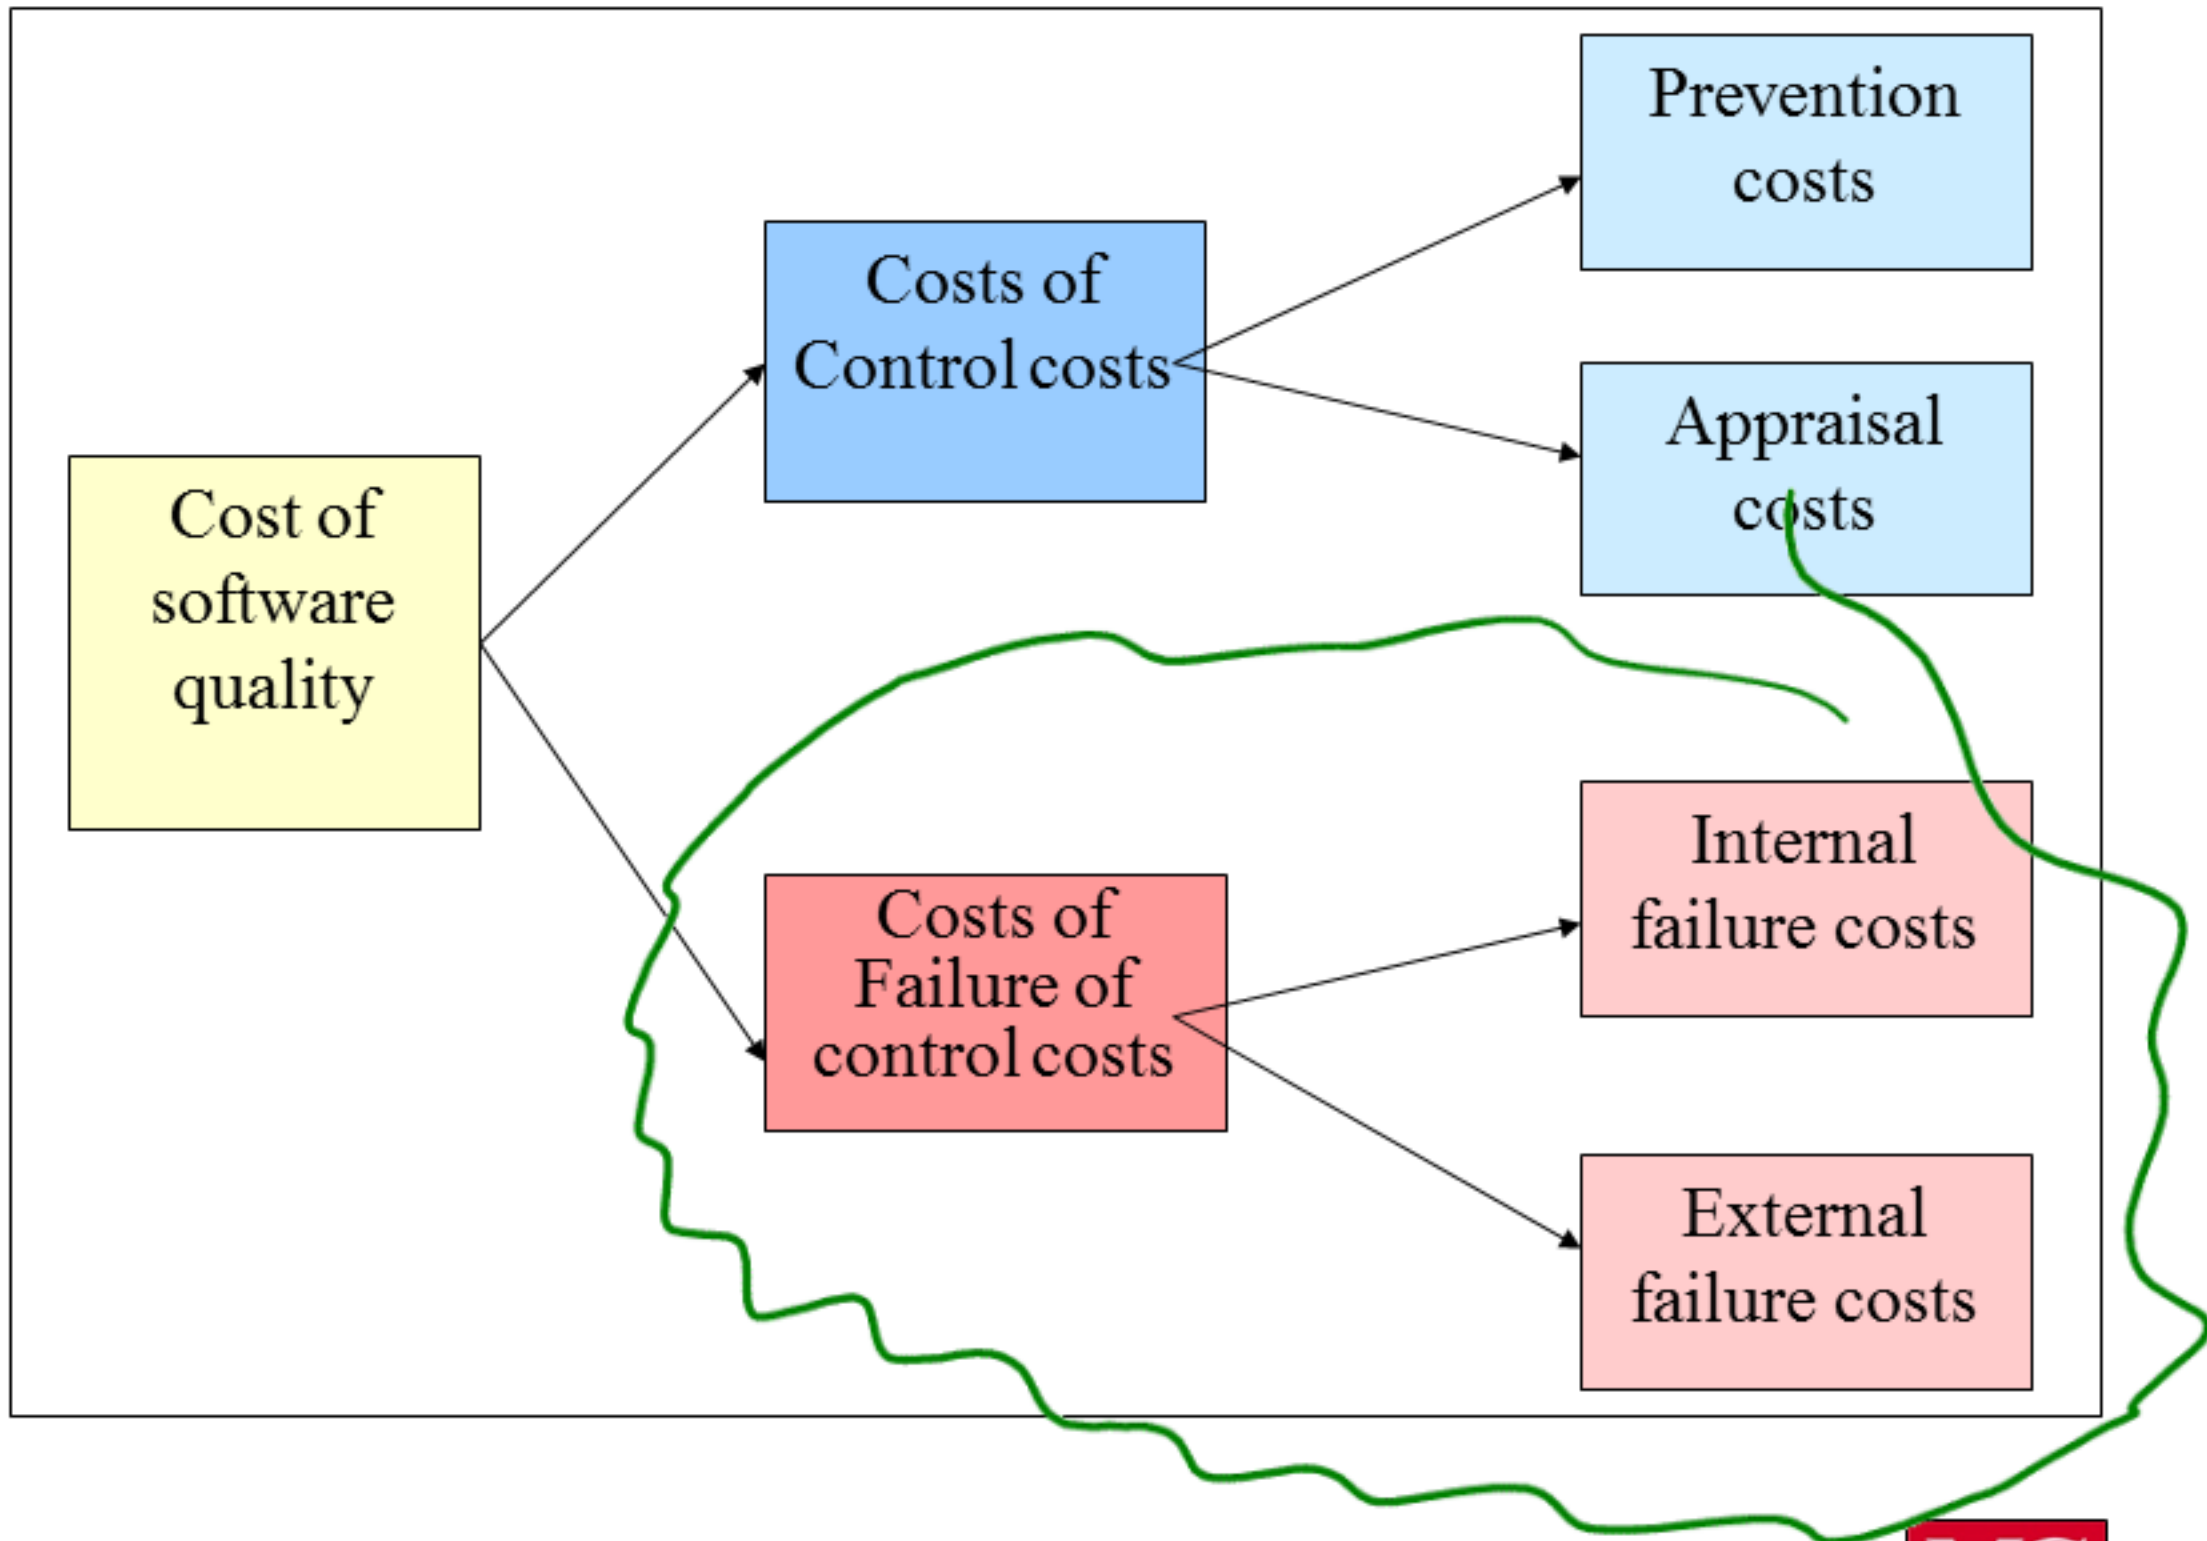 Cost of
software
quality
Costs of
Control costs
Prevention
costs
Appraisal
costs
Costs of
Failure of
control costs
Internal
failure costs
External
failure costs